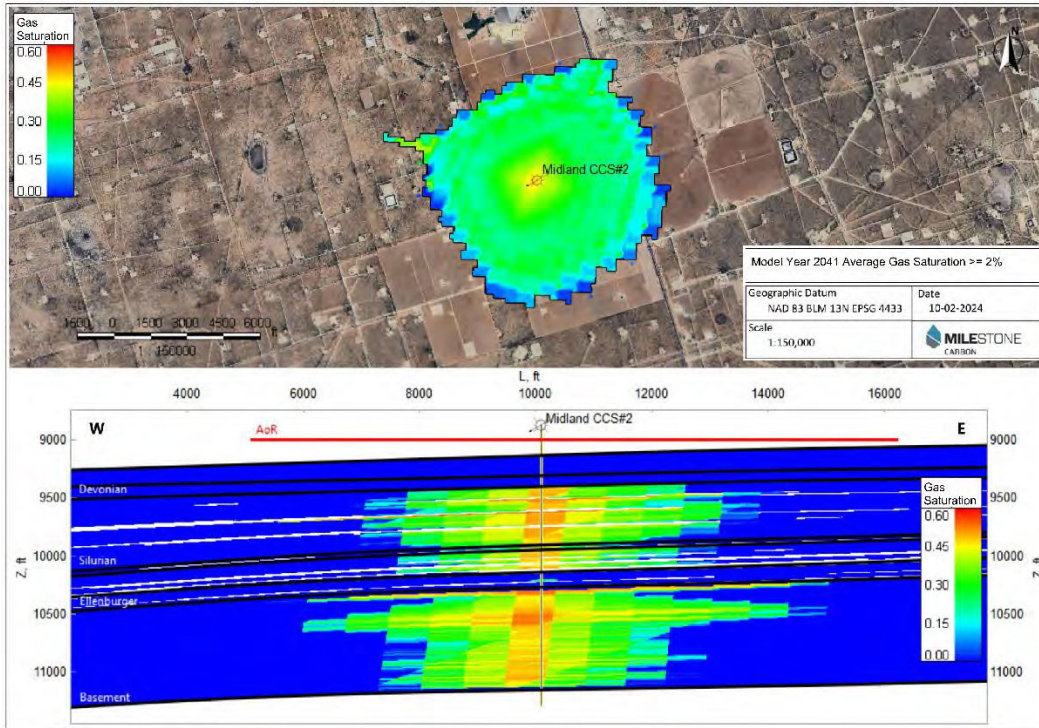 Gas
Saturation
0.60
0.45
0.30
0.15
0.00
N
Midland CCS#2
1500 0 1500 3000 4500 6000 ft
1 : 150000
Model Year 2041 Average Gas Saturation >= 2%
Geographic Datum
NAD 83 BLM 13N EPSG 4433
Date
10-02-2024
Scale
1:150,000
MILESTONE
CARBON
L, ft
4000 6000 8000 10000 12000 14000 16000
Midland CCS#2
W
AoR
E
Z, ft
9000
9500
10000
10500
11000
Devonian
Silurian
Ellenburger
Basement
Gas
Saturation
0.60
0.45
0.30
0.15
0.00
9000
9500
10000
10500
11000
Z, ft